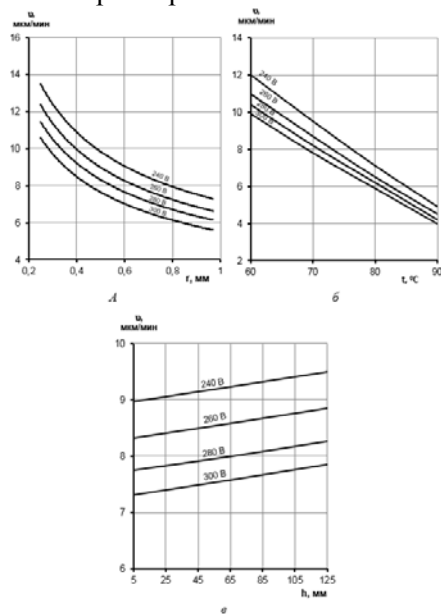 υ,
мкм/мин
16
14
12
10
8
6
4
240 В
260 В
280 В
300 В
0,2 0,4 0,6 0,8 1
r, мм
А
υ,
мкм/мин
14
12
10
8
6
4
2
240 В
260 В
280 В
300 В
60 70 80 90
t, ºC
б
υ,
мкм/мин
10
9
8
7
6
240 В
260 В
280 В
300 В
5 25 45 65 85 105 125
h, мм
в